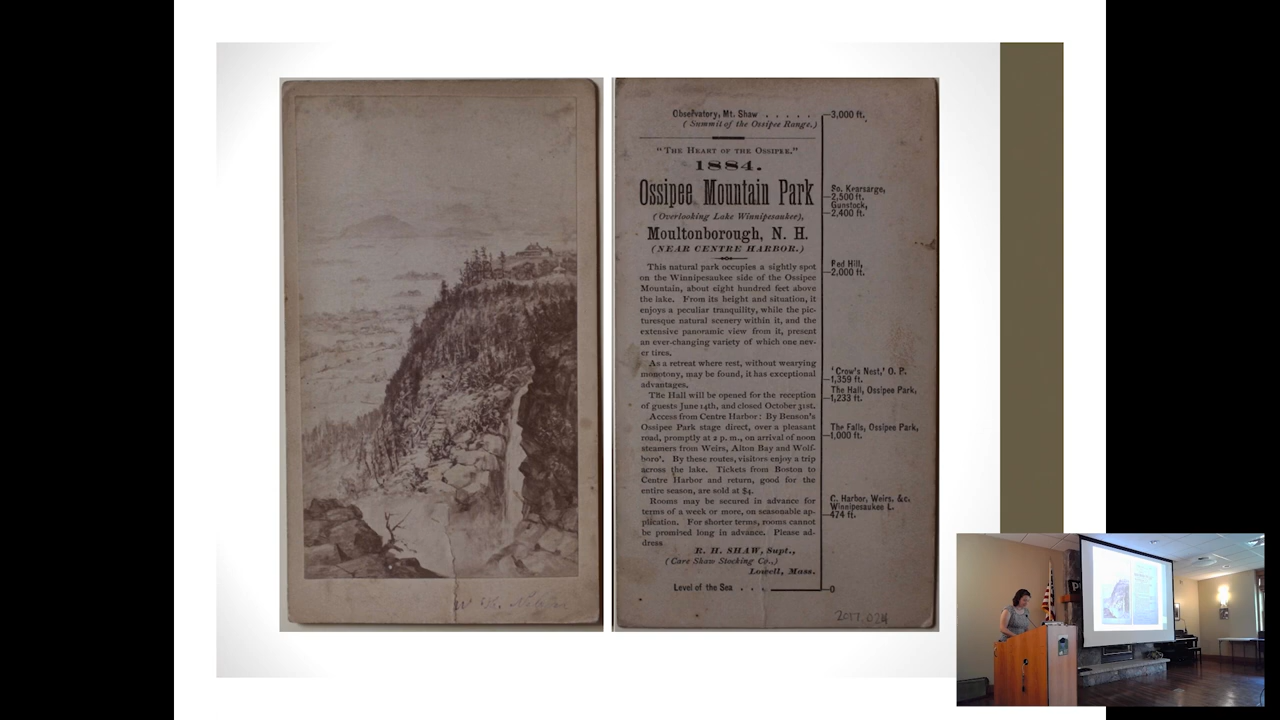 Observatory, Mt. Shaw . . . . . —3,000 ft.
( Summit of the Ossipee Range.)
"THE HEART OF THE OSSIPEE."
1884.
Ossipee Mountain Park
(Overlooking Lake Winnipesaukee),
Moultonborough, N. H.
(NEAR CENTRE HARBOR.)
This natural park occupies a sightly spot
on the Winnipesaukee side of the Ossipee
Mountain, about eight hundred feet above
the lake. From its height and situation, it
enjoys a peculiar tranquility, while the pic-
turesque natural scenery within it, and the
extensive panoramic view from it, present
an ever-changing variety of which one nev-
er tires.
As a retreat where rest, without wearying
monotony, may be found, it has exceptional
advantages.
The Hall will be opened for the reception
of guests June 14th, and closed October 31st.
Access from Centre Harbor: By Benson's
Ossipee Park stage direct, over a pleasant
road, promptly at 2 p. m., on arrival of noon
steamers from Weirs, Alton Bay and Wolf-
boro'. By these routes, visitors enjoy a trip
across the lake. Tickets from Boston to
Centre Harbor and return, good for the
entire season, are sold at $4.
Rooms may be secured in advance for
terms of a week or more, on seasonable ap-
plication. For shorter terms, rooms cannot
be promised long in advance. Please ad-
dress
R. H. SHAW, Supt.,
(Care Shaw Stocking Co.,)
Lowell, Mass.
Level of the Sea . . . —0
So. Kearsarge,
—2,500 ft.
Gunstock,
—2,400 ft.
Red Hill,
—2,000 ft.
'Crow's Nest,' O. P.
—1,359 ft.
The Hall, Ossipee Park,
—1,233 ft.
The Falls, Ossipee Park,
—1,000 ft.
C. Harbor, Weirs, &c.
Winnipesaukee L.
—474 ft.
2017.024